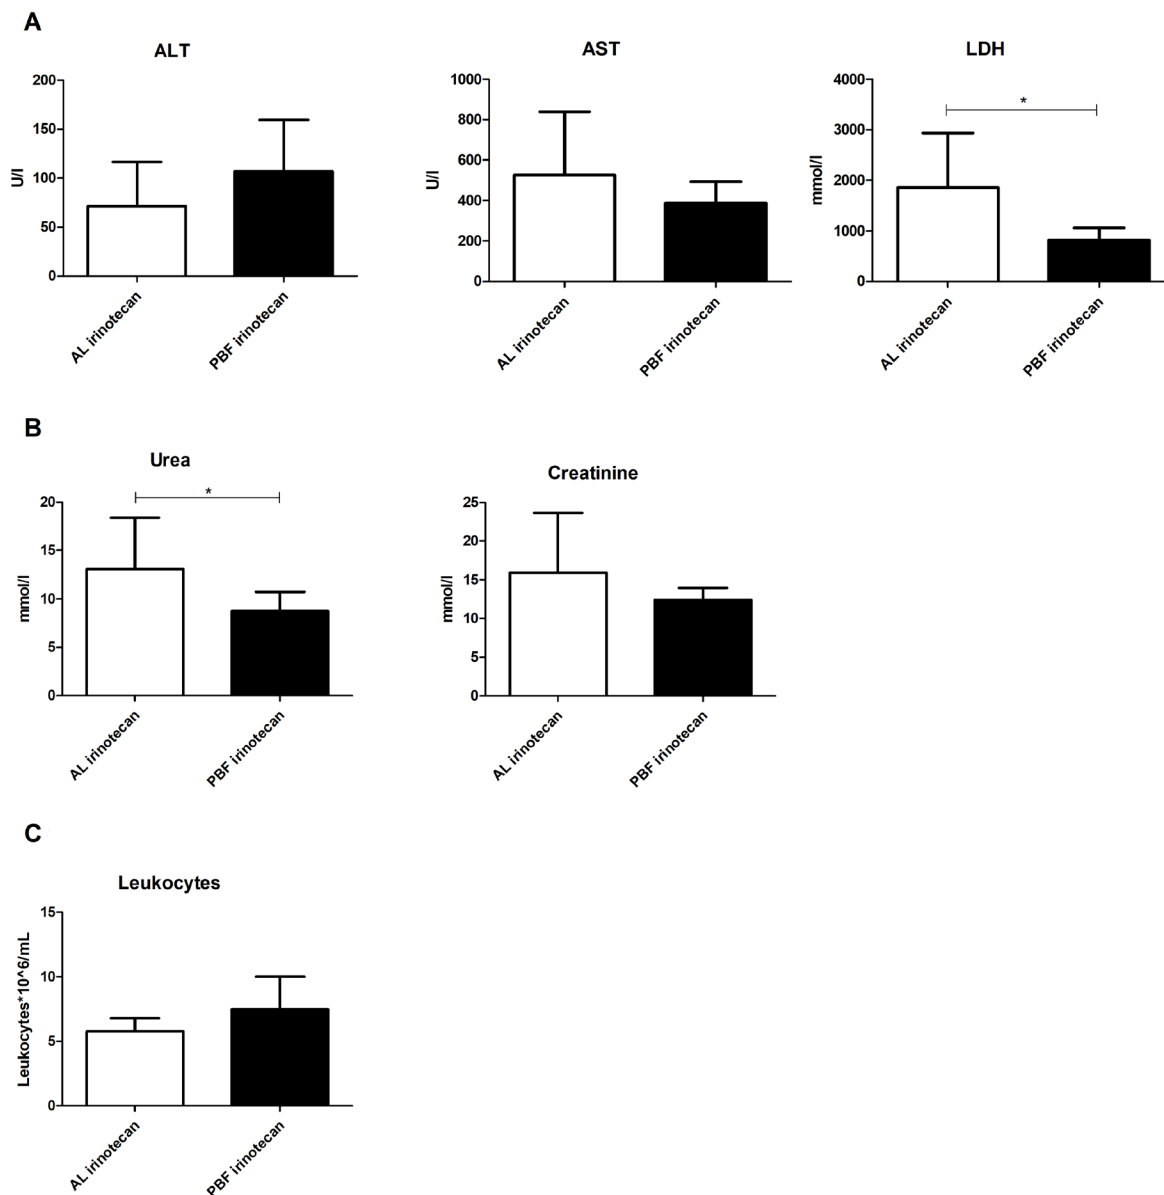 A
ALT
200
150
100
50
0
U/l
AL irinotecan
PBF irinotecan
AST
1000
800
600
400
200
0
U/l
AL irinotecan
PBF irinotecan
LDH
4000
3000
2000
1000
0
mmol/l
*
AL irinotecan
PBF irinotecan
B
Urea
20
15
10
5
0
mmol/l
*
AL irinotecan
PBF irinotecan
Creatinine
25
20
15
10
5
0
mmol/l
AL irinotecan
PBF irinotecan
C
Leukocytes
15
10
5
0
Leukocytes*10^6/mL
AL irinotecan
PBF irinotecan